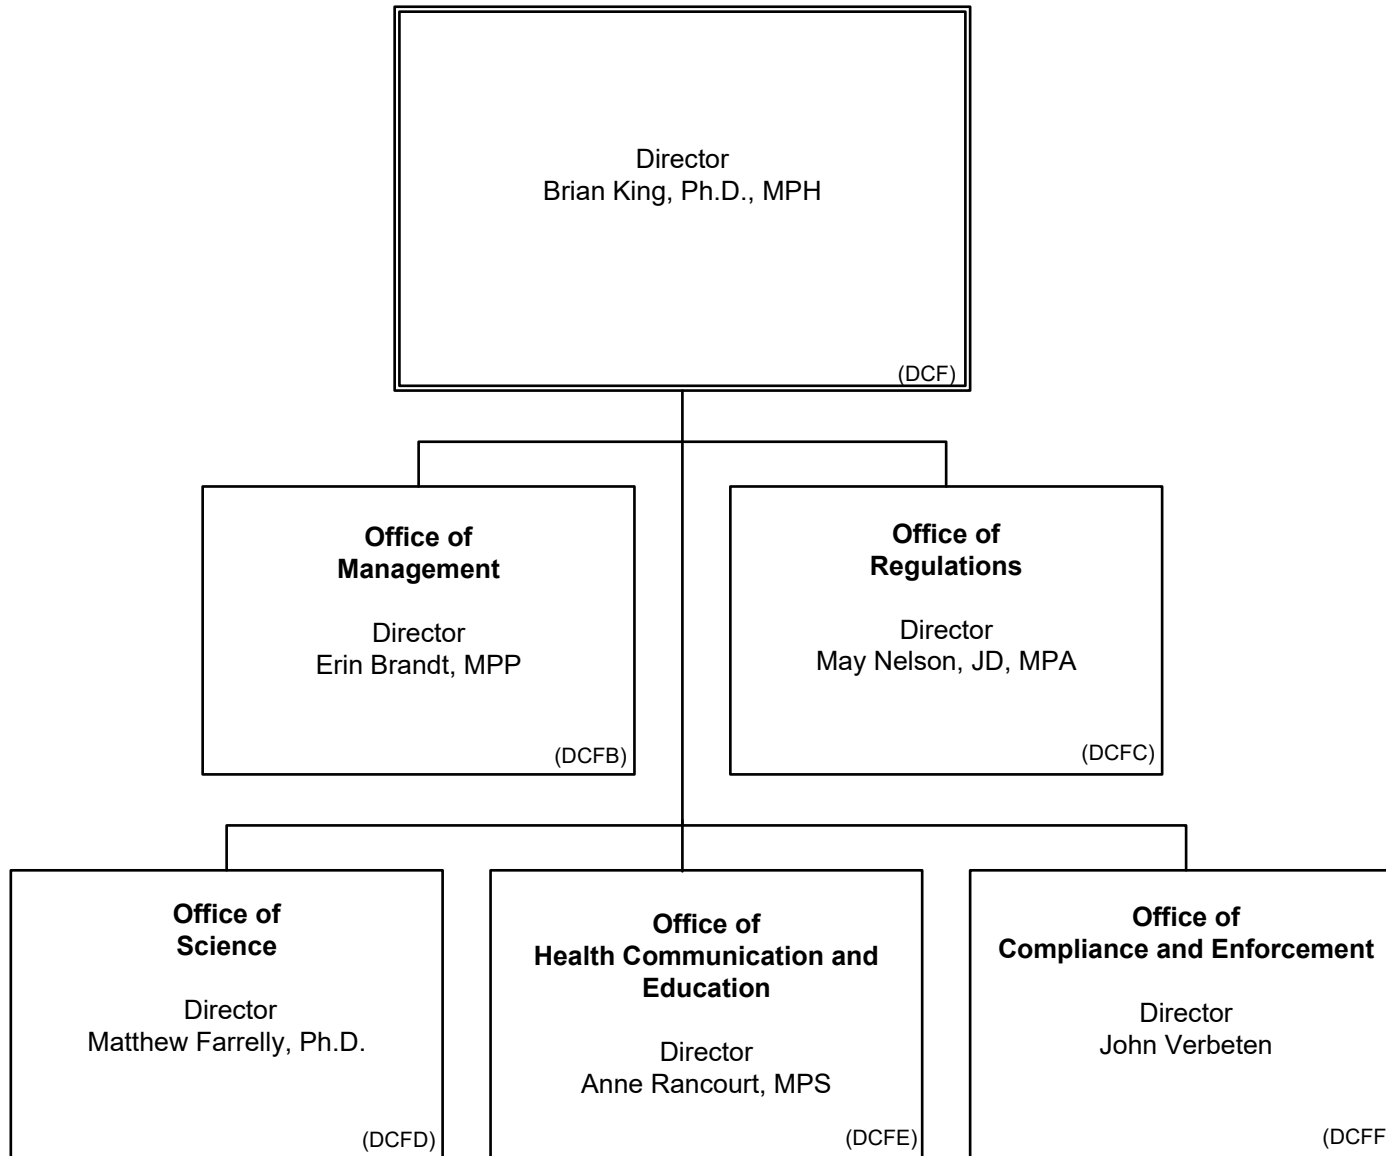 Director
Brian King, Ph.D., MPH
(DCF)
Office of
Management
Director
Erin Brandt, MPP
(DCFB)
Office of
Regulations
Director
May Nelson, JD, MPA
(DCFC)
Office of
Science
Director
Matthew Farrelly, Ph.D.
(DCFD)
Office of
Health Communication and
Education
Director
Anne Rancourt, MPS
(DCFE)
Office of
Compliance and Enforcement
Director
John Verbeten
(DCFF